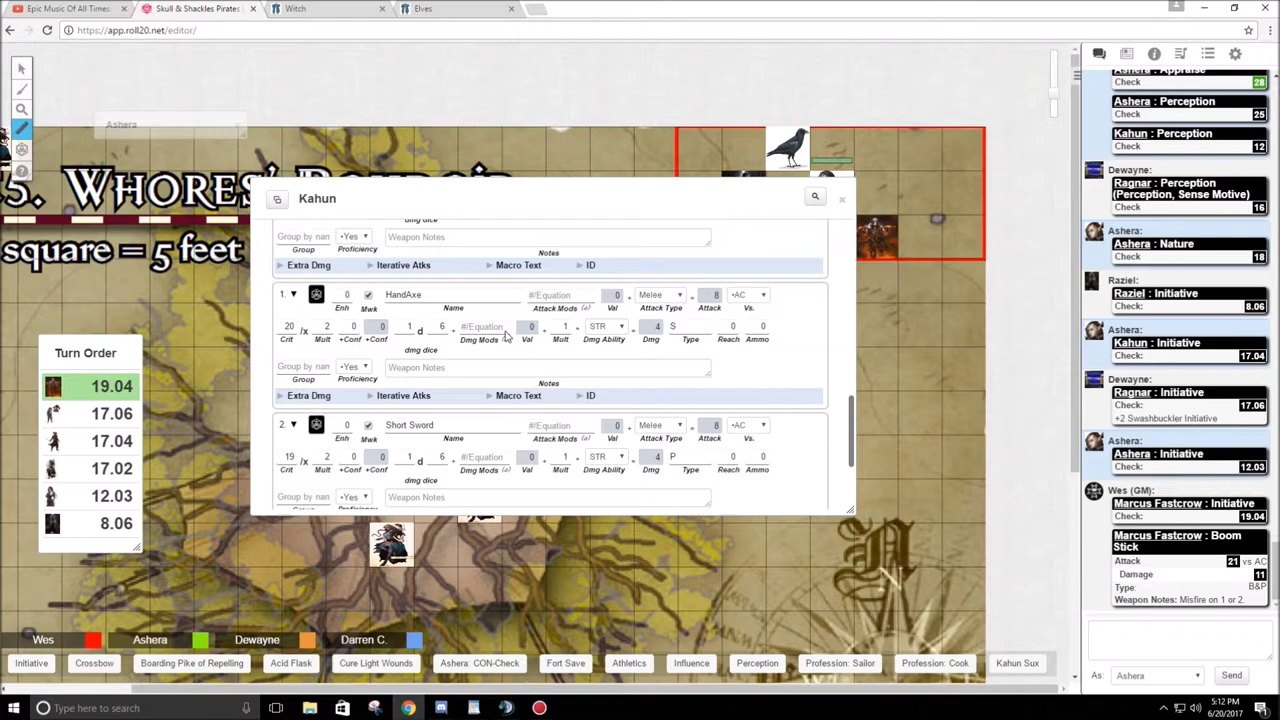 Epic Music Of All Times:
Skull & Shackles Pirates
Witch
Elves
https://app.roll20.net/editor/
Ashera
5. Whores'
square = 5 feet
Kahun
dmg dice
Group by nan
•Yes
Weapon Notes
Group
Proficiency
Notes
Extra Dmg
Iterative Atks
Macro Text
ID
1.
0
HandAxe
#/Equation
0
+
Melee
=
8
•AC
Enh
Mwk
Name
Attack Mods (a)
Val
Attack Type
Attack
Vs.
20
/x
2
0
0
1
d
6
+
#/Equation
0
+
1
*
STR
=
4
S
0
0
Crit
Mult
+Conf
+Conf
Dmg Mods
Val
Mult
Dmg Ability
Dmg
Type
Reach
Ammo
dmg dice
Group by nan
•Yes
Weapon Notes
Group
Proficiency
Notes
Extra Dmg
Iterative Atks
Macro Text
ID
2.
0
Short Sword
#/Equation
0
+
Melee
=
8
•AC
Enh
Mwk
Name
Attack Mods (a)
Val
Attack Type
Attack
Vs.
19
/x
2
0
0
1
d
6
+
#/Equation
0
+
1
*
STR
=
4
P
0
0
Crit
Mult
+Conf
+Conf
Dmg Mods (a)
Val
Mult
Dmg Ability
Dmg
Type
Reach
Ammo
dmg dice
Group by nan
•Yes
Weapon Notes
Turn Order
19.04
17.06
17.04
17.02
12.03
8.06
Wes
Ashera
Dewayne
Darren C.
Initiative
Crossbow
Boarding Pike of Repelling
Acid Flask
Cure Light Wounds
Ashera: CON-Check
Fort Save
Athletics
Influence
Perception
Profession: Sailor
Profession: Cook
Kahun Sux
Ashera : Appraise
Check
28
Ashera : Perception
Check
25
Kahun : Perception
Check
12
Dewayne:
Ragnar : Perception
(Perception, Sense Motive)
Check
16
Ashera:
Ashera : Nature
Check
18
Raziel:
Raziel : Initiative
Check:
8.06
Ashera:
Kahun : Initiative
Check:
17.04
Dewayne:
Ragnar : Initiative
Check:
17.06
+2 Swashbuckler Initiative
Ashera:
Ashera : Initiative
Check:
12.03
Wes (GM):
Marcus Fastcrow : Initiative
Check:
19.04
Marcus Fastcrow : Boom
Stick
Attack
21 vs AC
Damage
11
Type:
B&P
Weapon Notes: Misfire on 1 or 2
As:
Ashera
Send
Type here to search
5:12 PM
6/20/2017